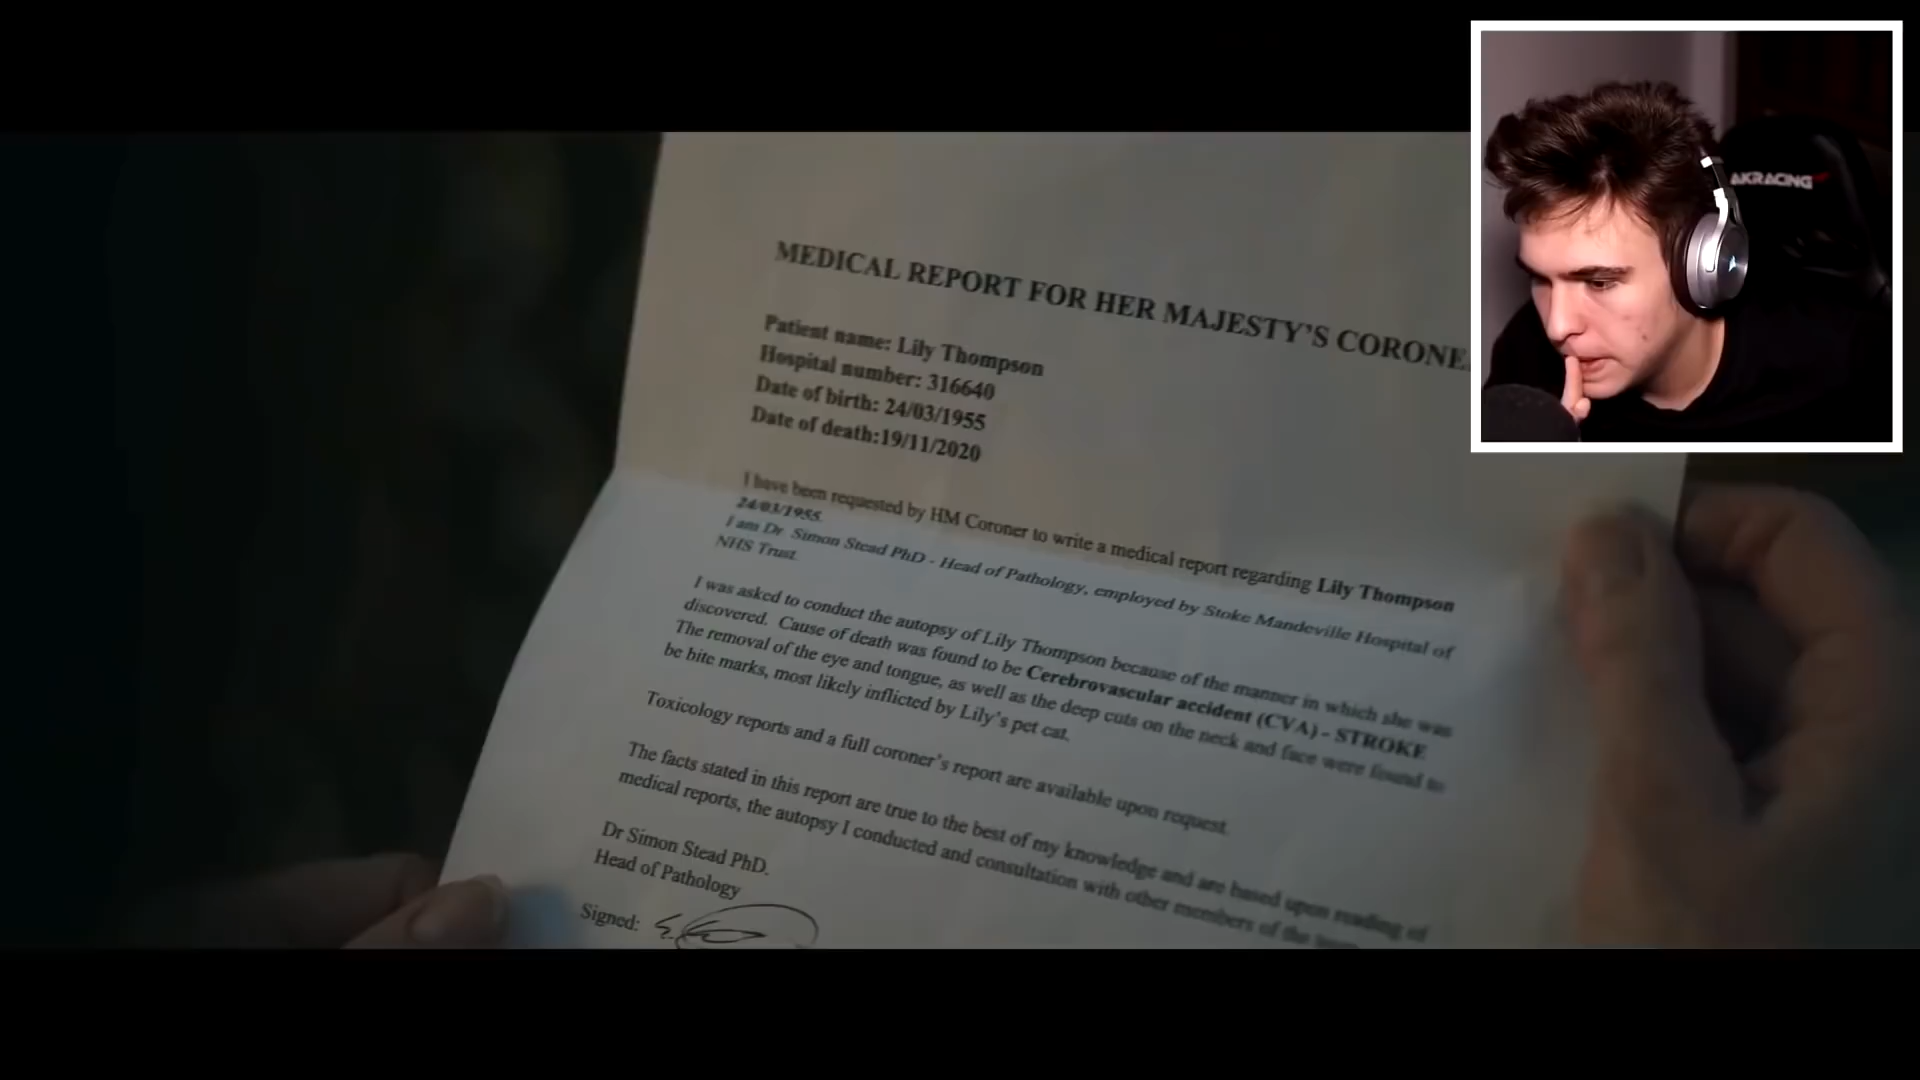 MEDICAL REPORT FOR HER MAJESTY'S CORONE
Patient name: Lily Thompson
Hospital number: 316640
Date of birth: 24/03/1955
Date of death:19/11/2020
I have been requested by HM Coroner to write a medical report regarding Lily Thompson
24/03/1955.
I am Dr Simon Stead PhD - Head of Pathology, employed by Stoke Mandeville Hospital of
NHS Trust.
I was asked to conduct the autopsy of Lily Thompson because of the manner in which she was
discovered. Cause of death was found to be Cerebrovascular accident (CVA) - STROKE
The removal of the eye and tongue, as well as the deep cuts on the neck and face were found to
be bite marks, most likely inflicted by Lily's pet cat.
Toxicology reports and a full coroner's report are available upon request.
The facts stated in this report are true to the best of my knowledge and are based upon reading of
medical reports, the autopsy I conducted and consultation with other members of the team
Dr Simon Stead PhD.
Head of Pathology
Signed:
AKRACING